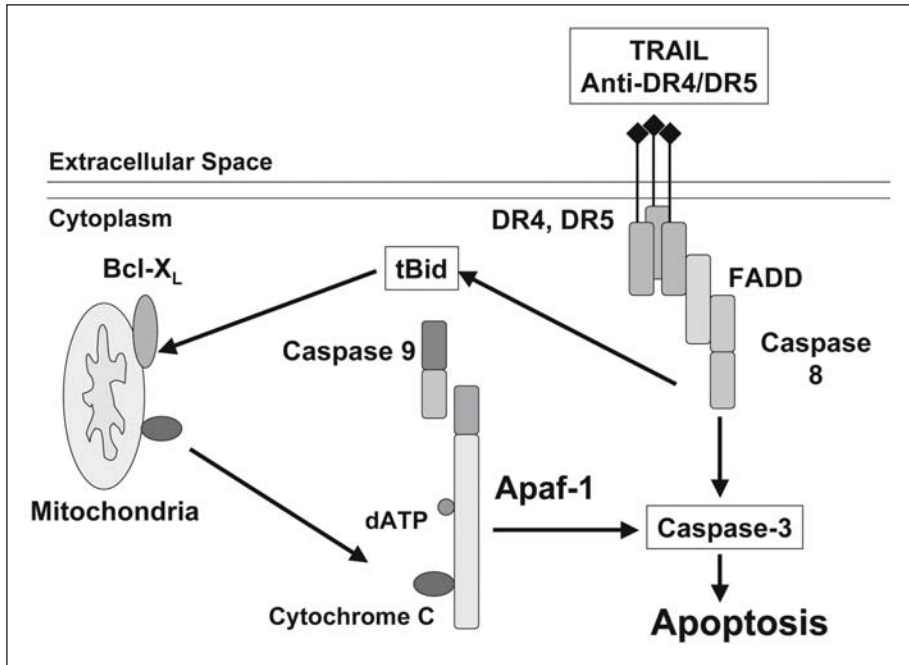 TRAIL
Anti-DR4/DR5
Extracellular Space
Cytoplasm
DR4, DR5
Bcl-XL
tBid
FADD
Caspase 9
Caspase
8
Mitochondria
Apaf-1
dATP
Caspase-3
Cytochrome C
Apoptosis